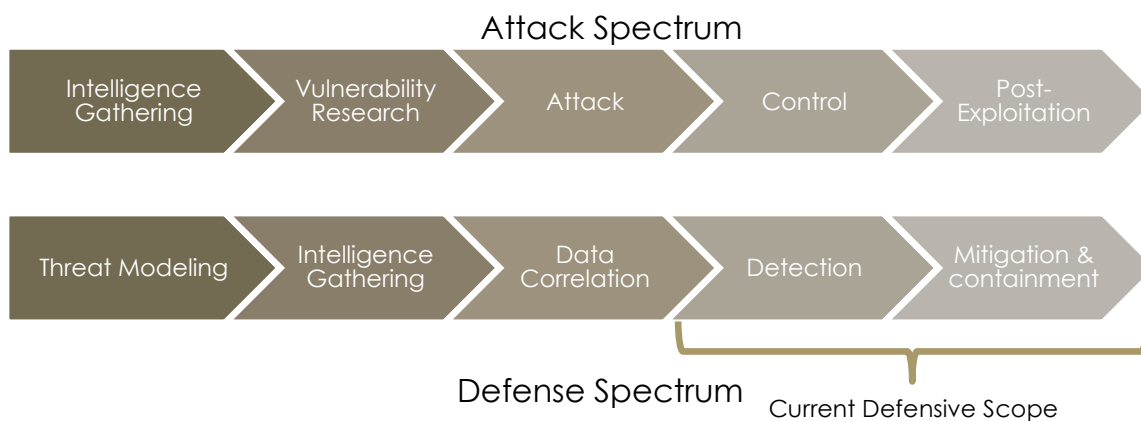 Attack Spectrum
Intelligence
Gathering
Vulnerability
Research
Attack
Control
Post-
Exploitation
Threat Modeling
Intelligence
Gathering
Data
Correlation
Detection
Mitigation &
containment
Defense Spectrum
Current Defensive Scope